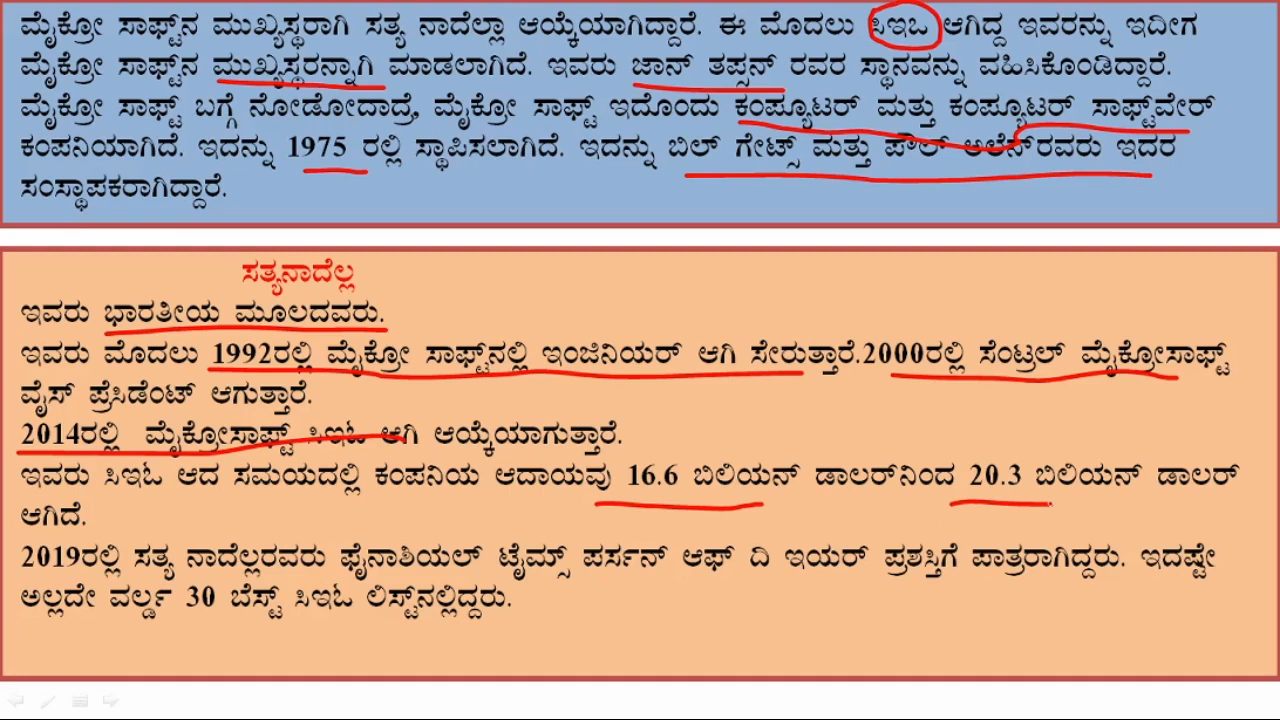 ಮೈಕ್ರೋ ಸಾಫ್ಟ್‌ನ ಮುಖ್ಯಸ್ಥರಾಗಿ ಸತ್ಯ ನಾದೆಲ್ಲಾ ಆಯ್ಕೆಯಾಗಿದ್ದಾರೆ. ಈ ಮೊದಲು ಸಿಇಒ ಆಗಿದ್ದ ಇವರನ್ನು ಇದೀಗ
ಮೈಕ್ರೋ ಸಾಫ್ಟ್‌ನ ಮುಖ್ಯಸ್ಥರನ್ನಾಗಿ ಮಾಡಲಾಗಿದೆ. ಇವರು ಜಾನ್ ತಪ್ಸನ್ ರವರ ಸ್ಥಾನವನ್ನು ವಹಿಸಿಕೊಂಡಿದ್ದಾರೆ.
ಮೈಕ್ರೋ ಸಾಫ್ಟ್ ಬಗ್ಗೆ ನೋಡೋದಾದ್ರೆ, ಮೈಕ್ರೋ ಸಾಫ್ಟ್ ಇದೊಂದು ಕಂಪ್ಯೂಟರ್ ಮತ್ತು ಕಂಪ್ಯೂಟರ್ ಸಾಫ್ಟ್‌ವೇರ್
ಕಂಪನಿಯಾಗಿದೆ. ಇದನ್ನು 1975 ರಲ್ಲಿ ಸ್ಥಾಪಿಸಲಾಗಿದೆ. ಇದನ್ನು ಬಿಲ್ ಗೇಟ್ಸ್ ಮತ್ತು ಪೌಲ್ ಅಲೆನ್‌ರವರು ಇದರ
ಸಂಸ್ಥಾಪಕರಾಗಿದ್ದಾರೆ.
ಸತ್ಯನಾದೆಲ್ಲ
ಇವರು ಭಾರತೀಯ ಮೂಲದವರು.
ಇವರು ಮೊದಲು 1992ರಲ್ಲಿ ಮೈಕ್ರೋ ಸಾಫ್ಟ್‌ನಲ್ಲಿ ಇಂಜಿನಿಯರ್ ಆಗಿ ಸೇರುತ್ತಾರೆ.2000ರಲ್ಲಿ ಸೆಂಟ್ರಲ್ ಮೈಕ್ರೋಸಾಫ್ಟ್
ವೈಸ್ ಪ್ರೆಸಿಡೆಂಟ್ ಆಗುತ್ತಾರೆ.
2014ರಲ್ಲಿ ಮೈಕ್ರೋಸಾಫ್ಟ್ ಸಿಇಓ ಆಗಿ ಆಯ್ಕೆಯಾಗುತ್ತಾರೆ.
ಇವರು ಸಿಇಓ ಆದ ಸಮಯದಲ್ಲಿ ಕಂಪನಿಯ ಆದಾಯವು 16.6 ಬಿಲಿಯನ್ ಡಾಲರ್‌ನಿಂದ 20.3 ಬಿಲಿಯನ್ ಡಾಲರ್
ಆಗಿದೆ.
2019ರಲ್ಲಿ ಸತ್ಯ ನಾದೆಲ್ಲರವರು ಫೈನಾಶಿಯಲ್ ಟೈಮ್ಸ್ ಪರ್ಸನ್ ಆಫ್ ದಿ ಇಯರ್ ಪ್ರಶಸ್ತಿಗೆ ಪಾತ್ರರಾಗಿದ್ದರು. ಇದಷ್ಟೇ
ಅಲ್ಲದೇ ವರ್ಲ್ಡ್ 30 ಬೆಸ್ಟ್ ಸಿಇಓ ಲಿಸ್ಟ್‌ನಲ್ಲಿದ್ದರು.